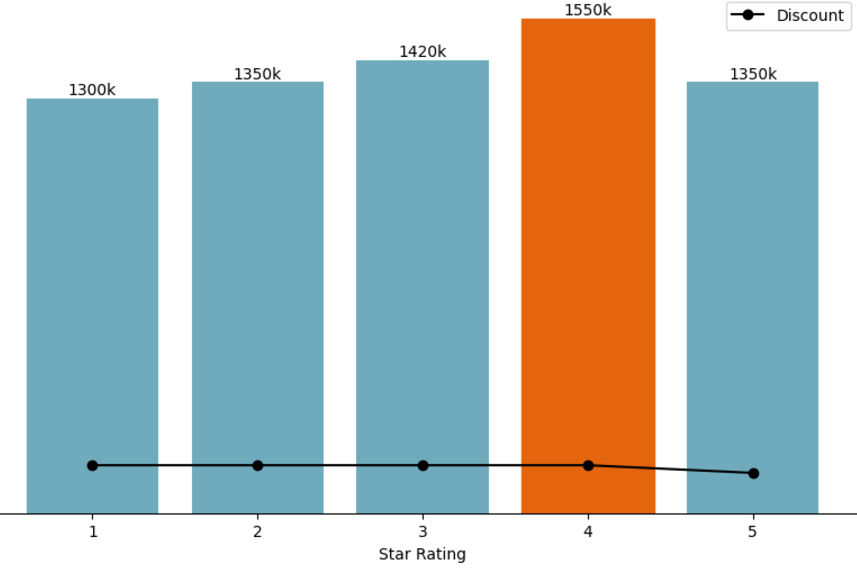 1550k
Discount
1420k
1350k
1350k
1300k
1
2
3
4
5
Star Rating